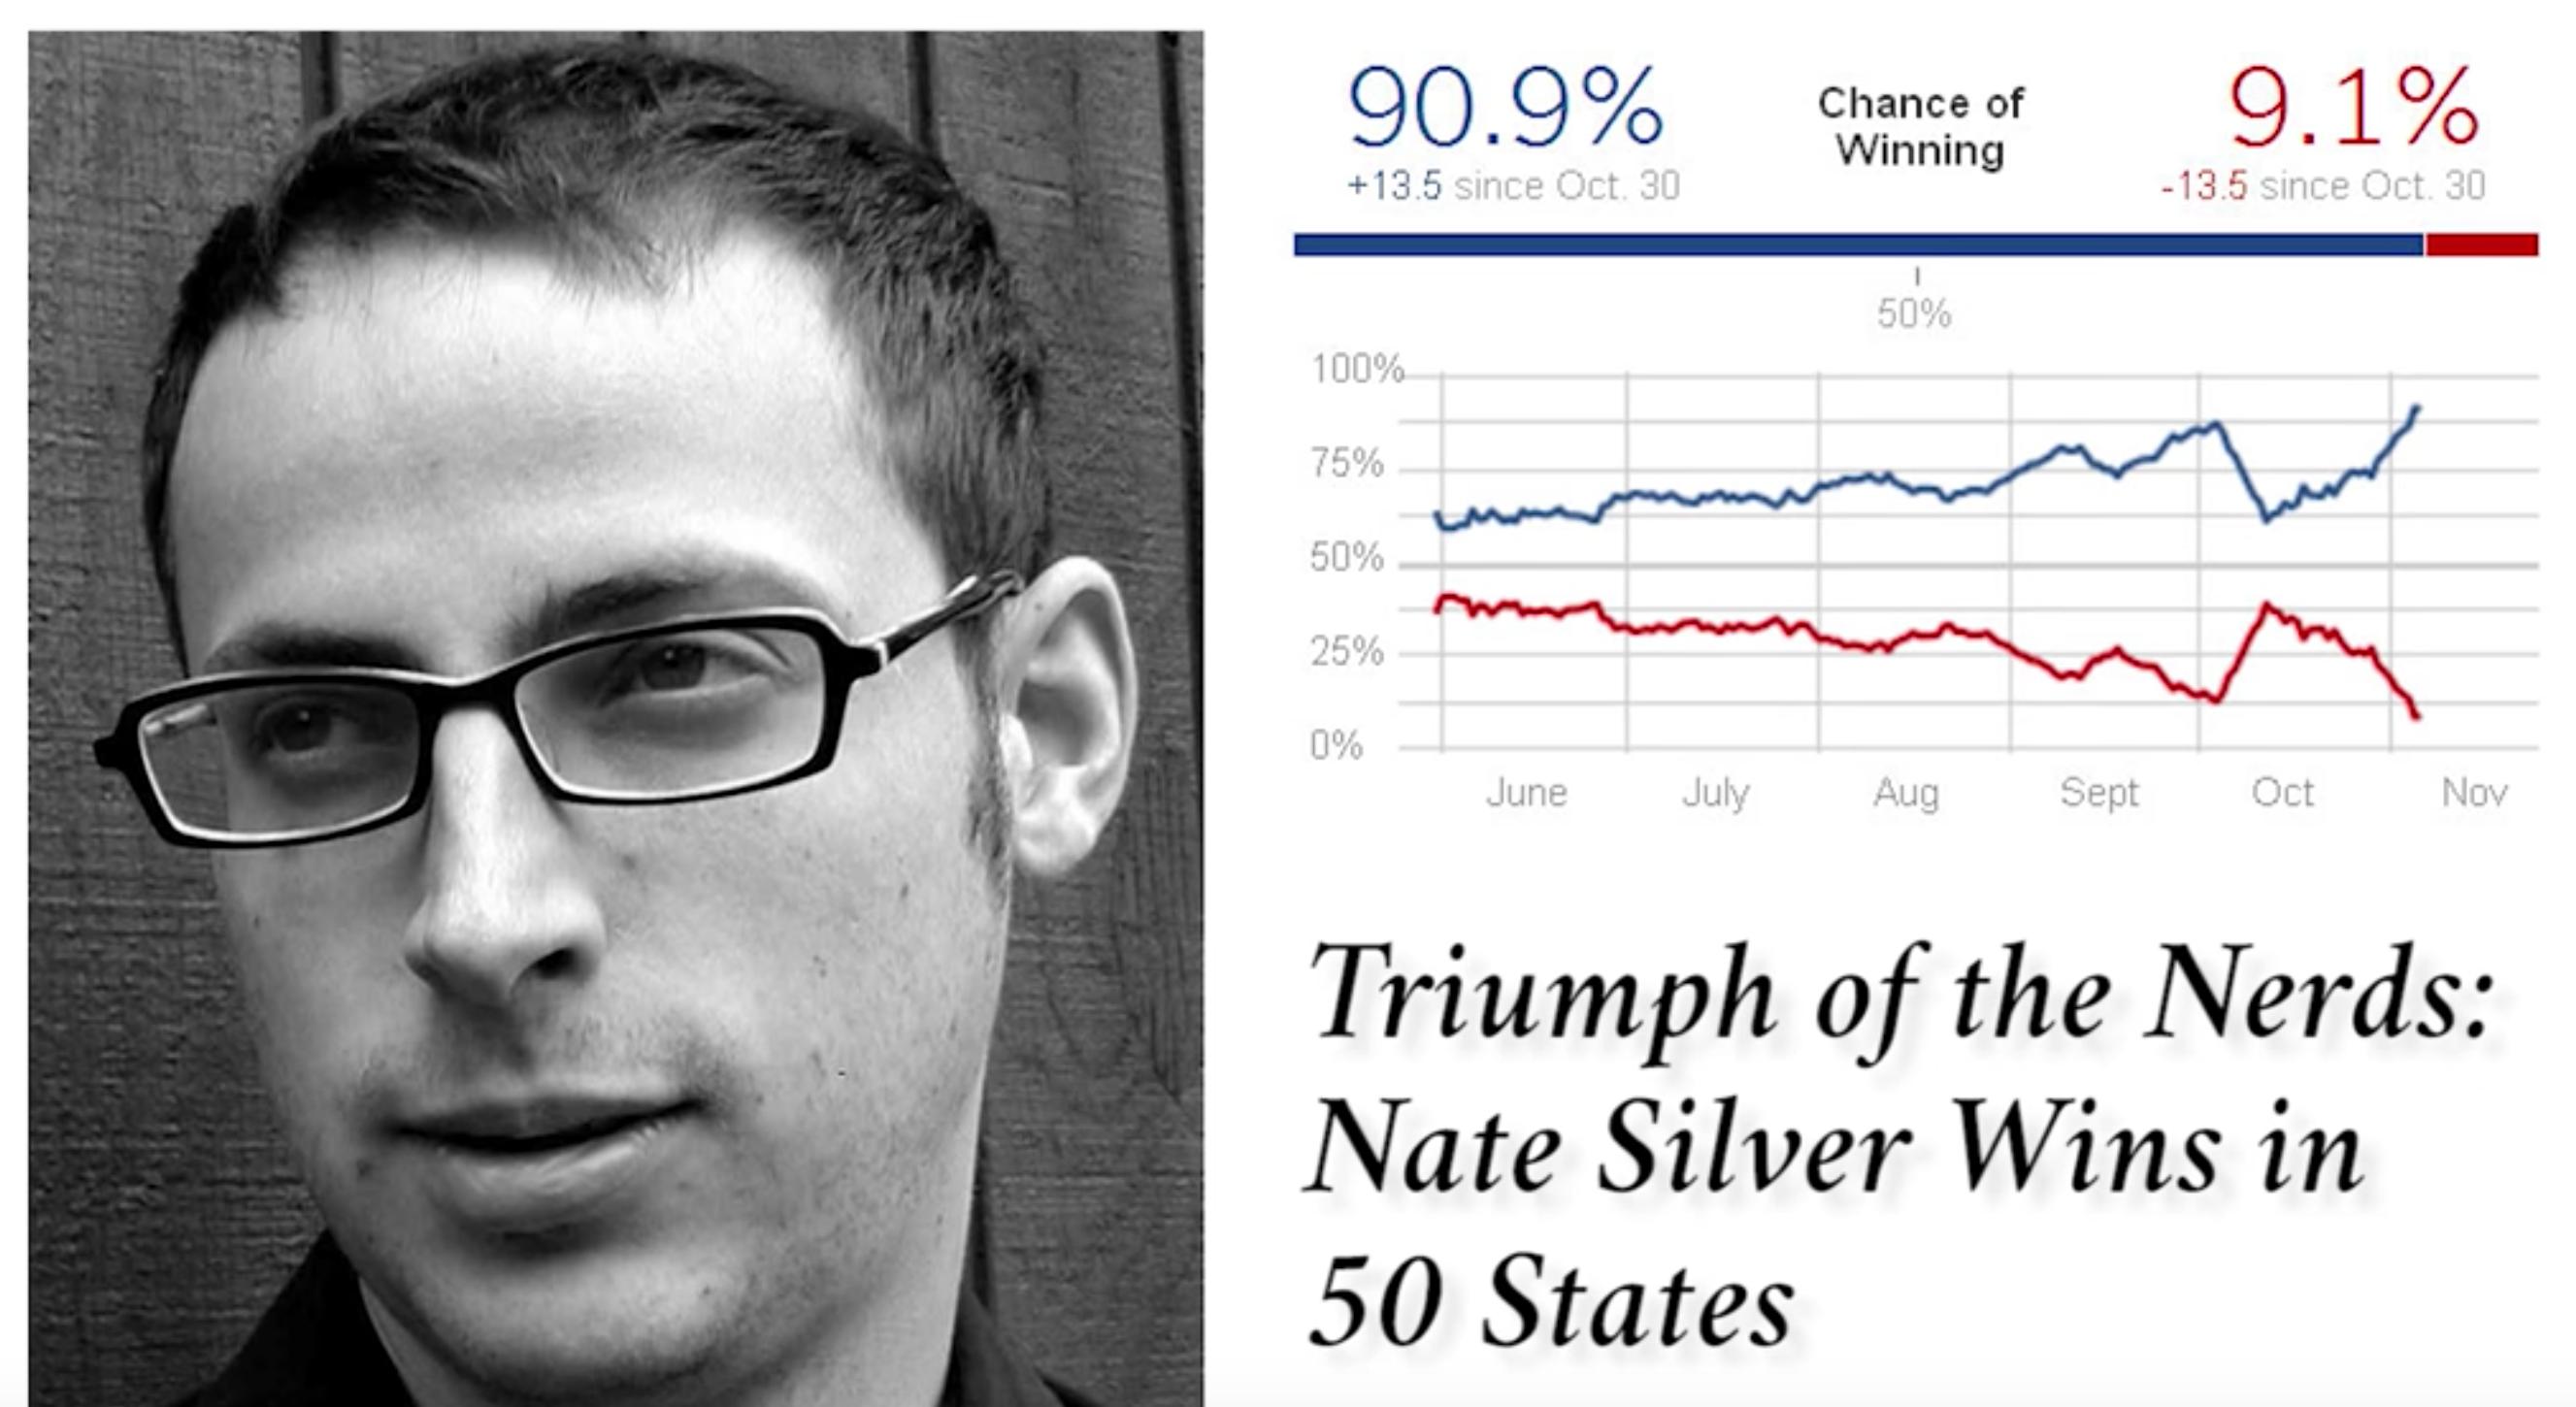 90.9%
Chance of
Winning
9.1%
+13.5 since Oct. 30
-13.5 since Oct. 30
50%
100%
75%
50%
25%
0%
June July Aug Sept Oct Nov
Triumph of the Nerds:
Nate Silver Wins in
50 States